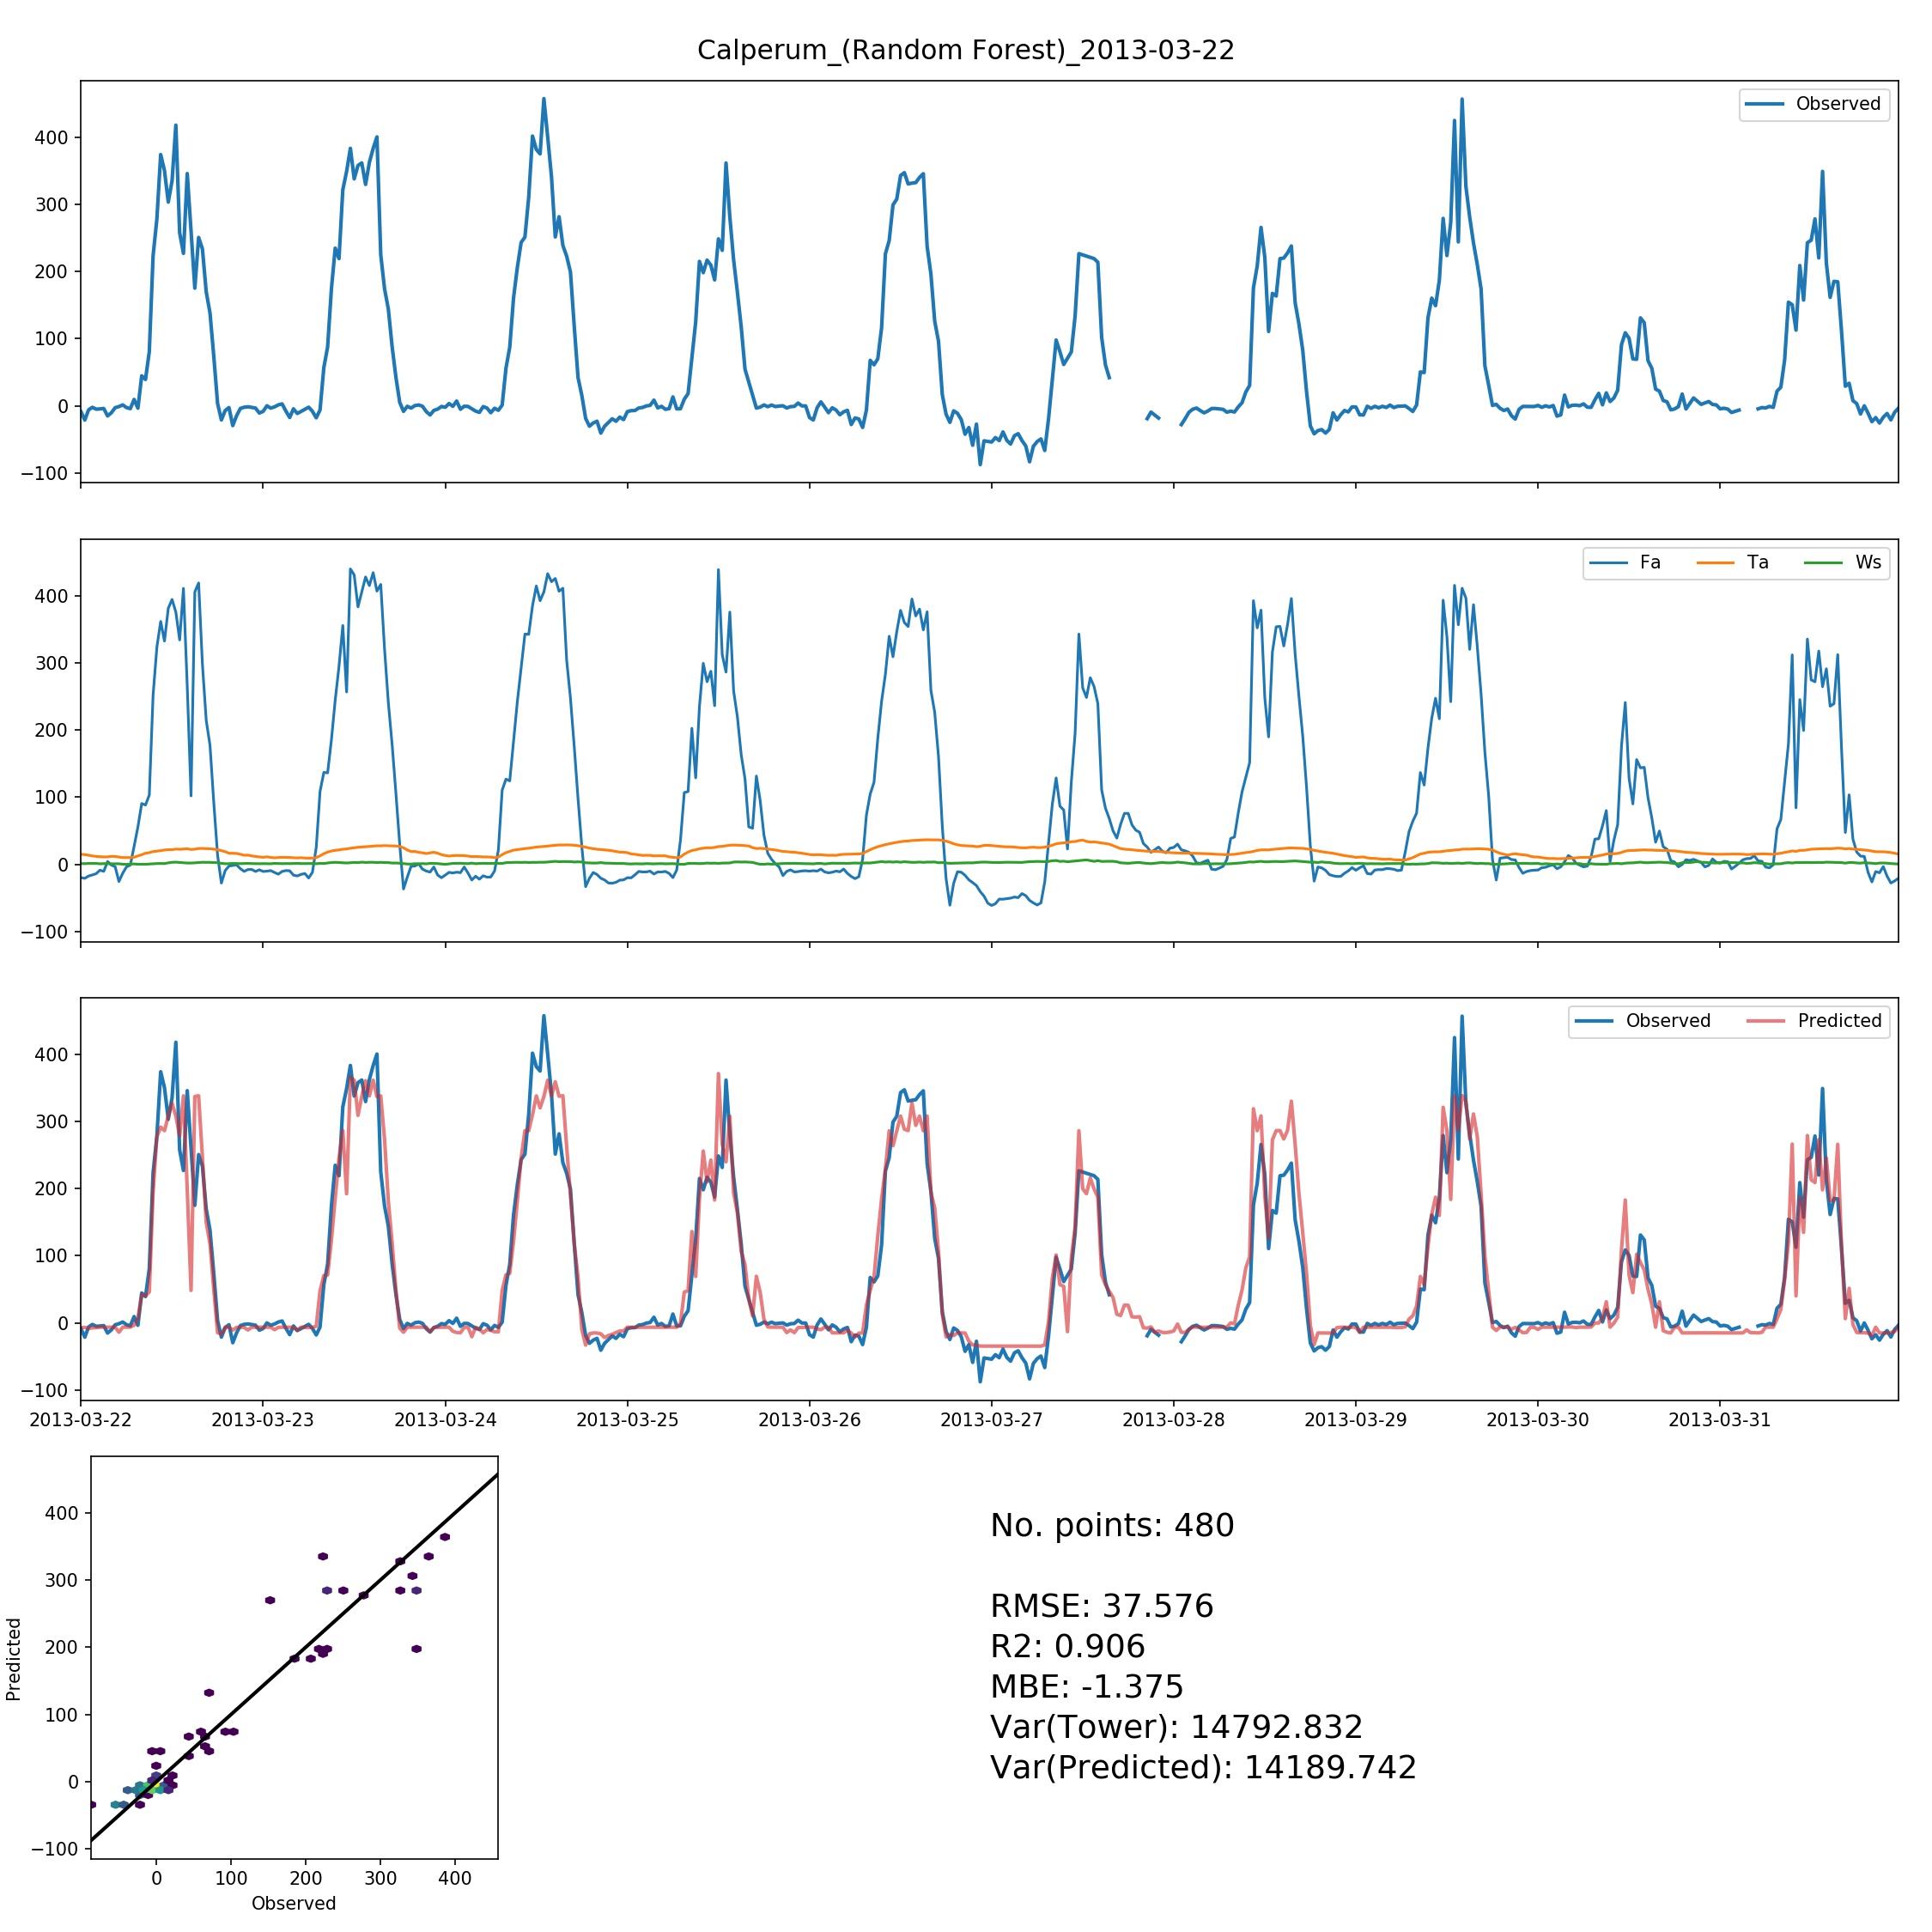 Calperum_(Random Forest)_2013-03-22
Observed
400
300
200
100
0
−100
Fa Ta Ws
400
300
200
100
0
−100
Observed Predicted
400
300
200
100
0
−100
2013-03-22 2013-03-23 2013-03-24 2013-03-25 2013-03-26 2013-03-27 2013-03-28 2013-03-29 2013-03-30 2013-03-31
Predicted
400
300
200
100
0
−100
0 100 200 300 400
Observed
No. points: 480
RMSE: 37.576
R2: 0.906
MBE: -1.375
Var(Tower): 14792.832
Var(Predicted): 14189.742